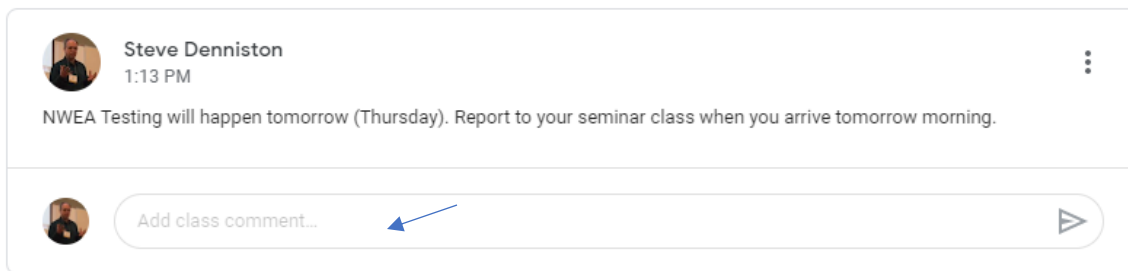 Steve Denniston
1:13 PM
NWEA Testing will happen tomorrow (Thursday). Report to your seminar class when you arrive tomorrow morning.
Add class comment...